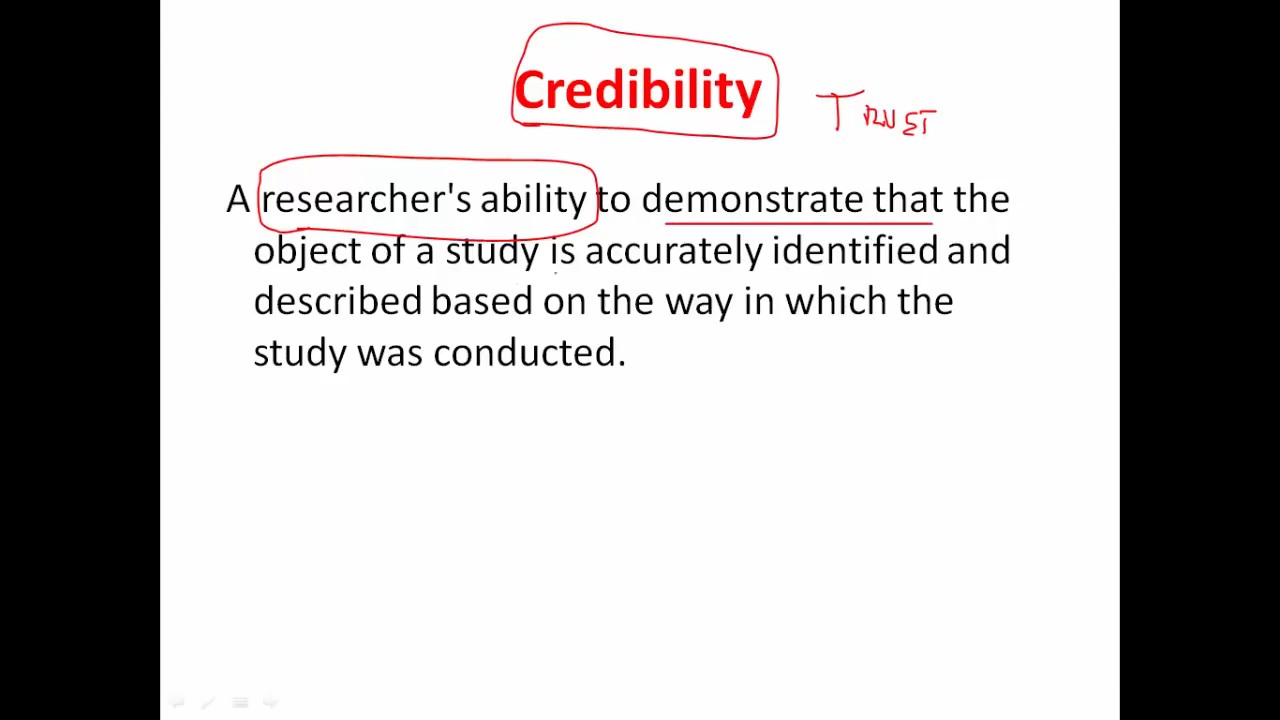 Credibility
TRUST
A researcher's ability to demonstrate that the
object of a study is accurately identified and
described based on the way in which the
study was conducted.